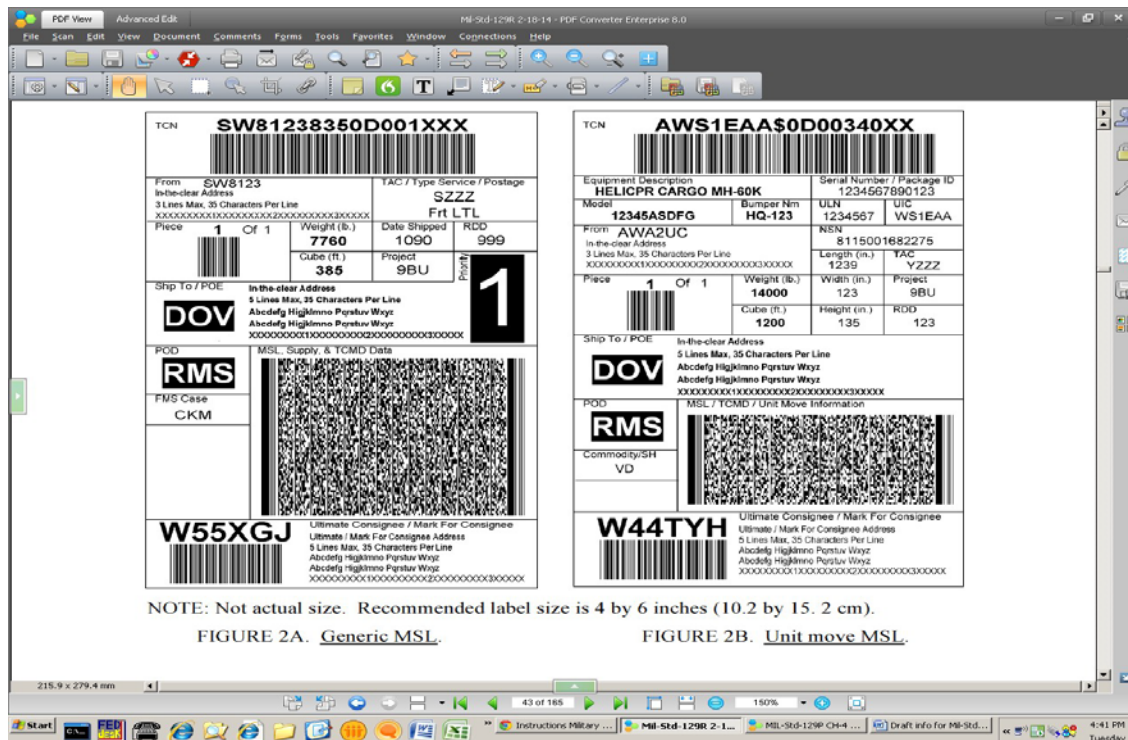 PDF View Advanced Edit Mil-Std-129R 2-18-14 - PDF Converter Enterprise 8.0
File Scan Edit View Document Comments Forms Tools Favorites Window Connections Help
TCN SW81238350D001XXX
From SW8123
In-the-clear Address
3 Lines Max, 35 Characters Per Line
XXXXXXXXX1XXXXXXXXX2XXXXXXXXX3XXXXX
TAC / Type Service / Postage
SZZZ
Frt LTL
Piece 1 Of 1
Weight (lb.)
7760
Date Shipped
1090
RDD
999
Cube (ft.)
385
Project
9BU
Priority
1
Ship To / POE
DOV
In-the-clear Address
5 Lines Max, 35 Characters Per Line
Abcdefg Higjklmno Pqrstuv Wxyz
Abcdefg Higjklmno Pqrstuv Wxyz
XXXXXXXXX1XXXXXXXXX2XXXXXXXXX3XXXXX
POD
RMS
MSL, Supply, & TCMD Data
FMS Case
CKM
W55XGJ
Ultimate Consignee / Mark For Consignee
Ultimate / Mark For Consignee Address
5 Lines Max, 35 Characters Per Line
Abcdefg Higjklmno Pqrstuv Wxyz
Abcdefg Higjklmno Pqrstuv Wxyz
XXXXXXXXX1XXXXXXXXX2XXXXXXXXX3XXXXX
TCN AWS1EAA$0D00340XX
Equipment Description
HELICPR CARGO MH-60K
Serial Number / Package ID
1234567890123
Model
12345ASDFG
Bumper Nm
HQ-123
ULN
1234567
UIC
WS1EAA
From AWA2UC
In-the-clear Address
3 Lines Max, 35 Characters Per Line
XXXXXXXXX1XXXXXXXXX2XXXXXXXXX3XXXXX
NSN
8115001682275
Length (in.)
1239
TAC
YZZZ
Piece 1 Of 1
Weight (lb.)
14000
Width (in.)
123
Project
9BU
Cube (ft.)
1200
Height (in.)
135
RDD
123
Ship To / POE
DOV
In-the-clear Address
5 Lines Max, 35 Characters Per Line
Abcdefg Higjklmno Pqrstuv Wxyz
Abcdefg Higjklmno Pqrstuv Wxyz
XXXXXXXXX1XXXXXXXXX2XXXXXXXXX3XXXXX
POD
RMS
MSL / TCMD / Unit Move Information
Commodity/SH
VD
W44TYH
Ultimate Consignee / Mark For Consignee
Ultimate / Mark For Consignee Address
5 Lines Max, 35 Characters Per Line
Abcdefg Higjklmno Pqrstuv Wxyz
Abcdefg Higjklmno Pqrstuv Wxyz
XXXXXXXXX1XXXXXXXXX2XXXXXXXXX3XXXXX
NOTE: Not actual size. Recommended label size is 4 by 6 inches (10.2 by 15. 2 cm).
FIGURE 2A. Generic MSL. FIGURE 2B. Unit move MSL.
215.9 x 279.4 mm
43 of 165 150%
Start FED Instructions Military ... Mil-Std-129R 2-1... MIL-Std-129P CH-4 ... Draft info for Mil-Std... 4:41 PM
Tuesday